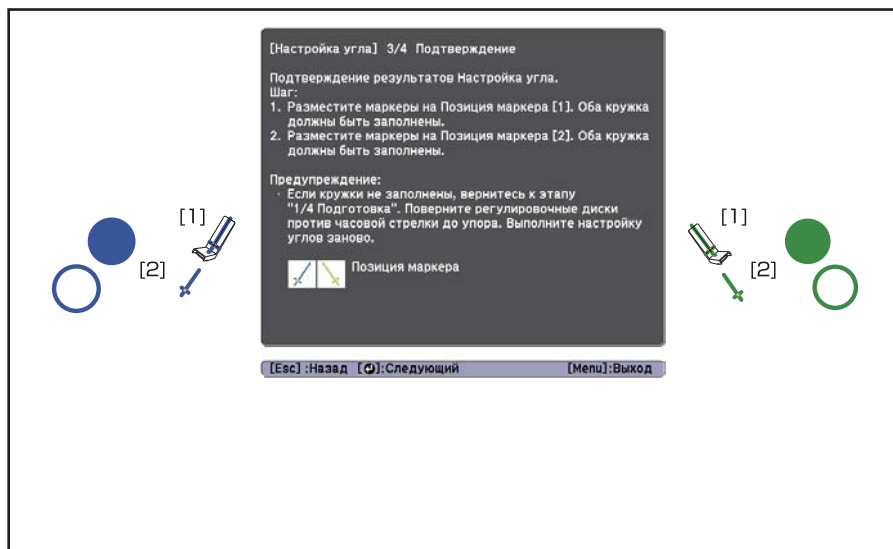 [Настройка угла] 3/4 Подтверждение
Подтверждение результатов Настройка угла.
Шаг:
1. Разместите маркеры на Позиция маркера [1]. Оба кружка
должны быть заполнены.
2. Разместите маркеры на Позиция маркера [2]. Оба кружка
должны быть заполнены.
Предупреждение:
· Если кружки не заполнены, вернитесь к этапу
"1/4 Подготовка". Поверните регулировочные диски
против часовой стрелки до упора. Выполните настройку
углов заново.
[1]
[2]
[1]
[2]
Позиция маркера
[Esc] :Назад [⏎]:Следующий [Menu]:Выход